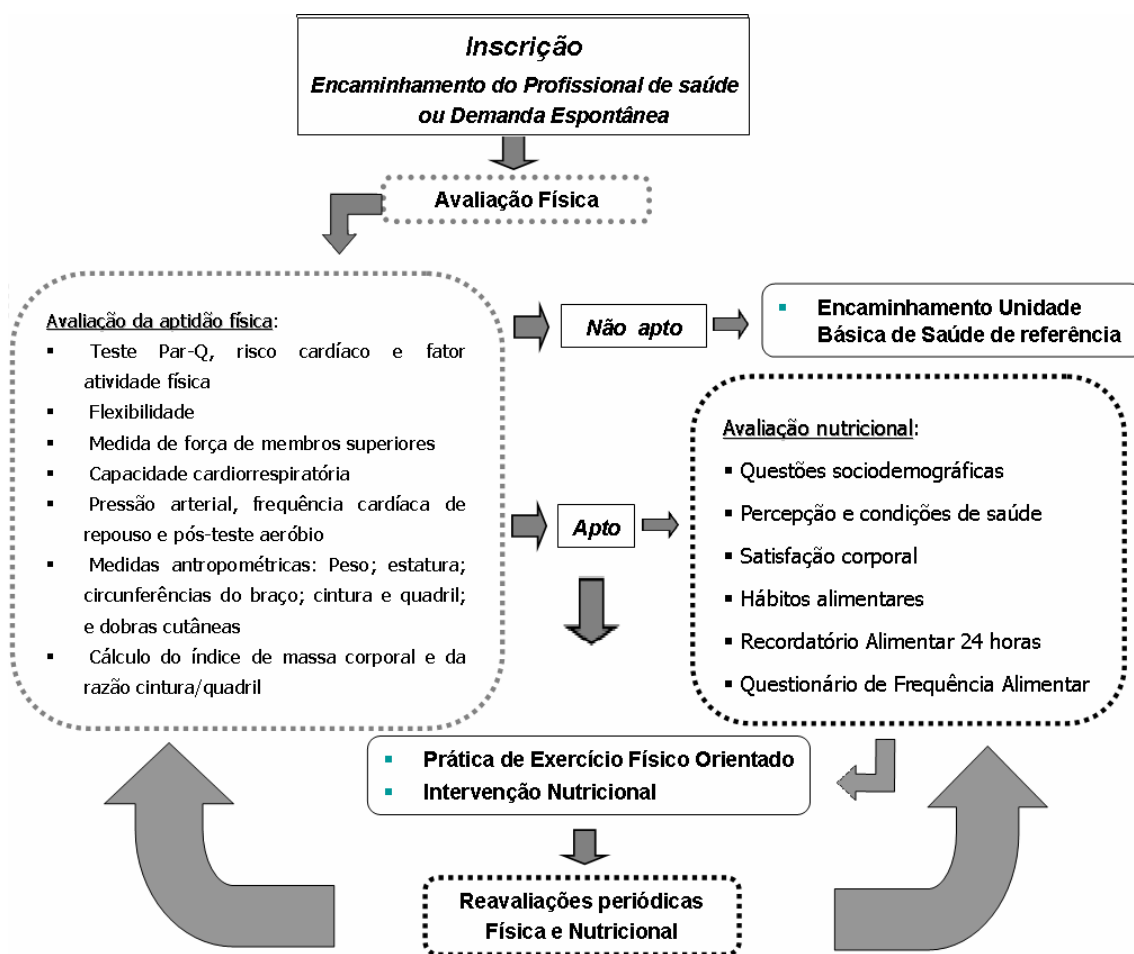 Inscrição
Encaminhamento do Profissional de saúde
ou Demanda Espontânea
Avaliação Física
Avaliação da aptidão física:
▪ Teste Par-Q, risco cardíaco e fator
atividade física
▪ Flexibilidade
▪ Medida de força de membros superiores
▪ Capacidade cardiorrespiratória
▪ Pressão arterial, frequência cardíaca de
repouso e pós-teste aeróbio
▪ Medidas antropométricas: Peso; estatura;
circunferências do braço; cintura e quadril;
e dobras cutâneas
▪ Cálculo do índice de massa corporal e da
razão cintura/quadril
Não apto
▪ Encaminhamento Unidade
Básica de Saúde de referência
Apto
Avaliação nutricional:
▪ Questões sociodemográficas
▪ Percepção e condições de saúde
▪ Satisfação corporal
▪ Hábitos alimentares
▪ Recordatório Alimentar 24 horas
▪ Questionário de Frequência Alimentar
▪ Prática de Exercício Físico Orientado
▪ Intervenção Nutricional
Reavaliações periódicas
Física e Nutricional